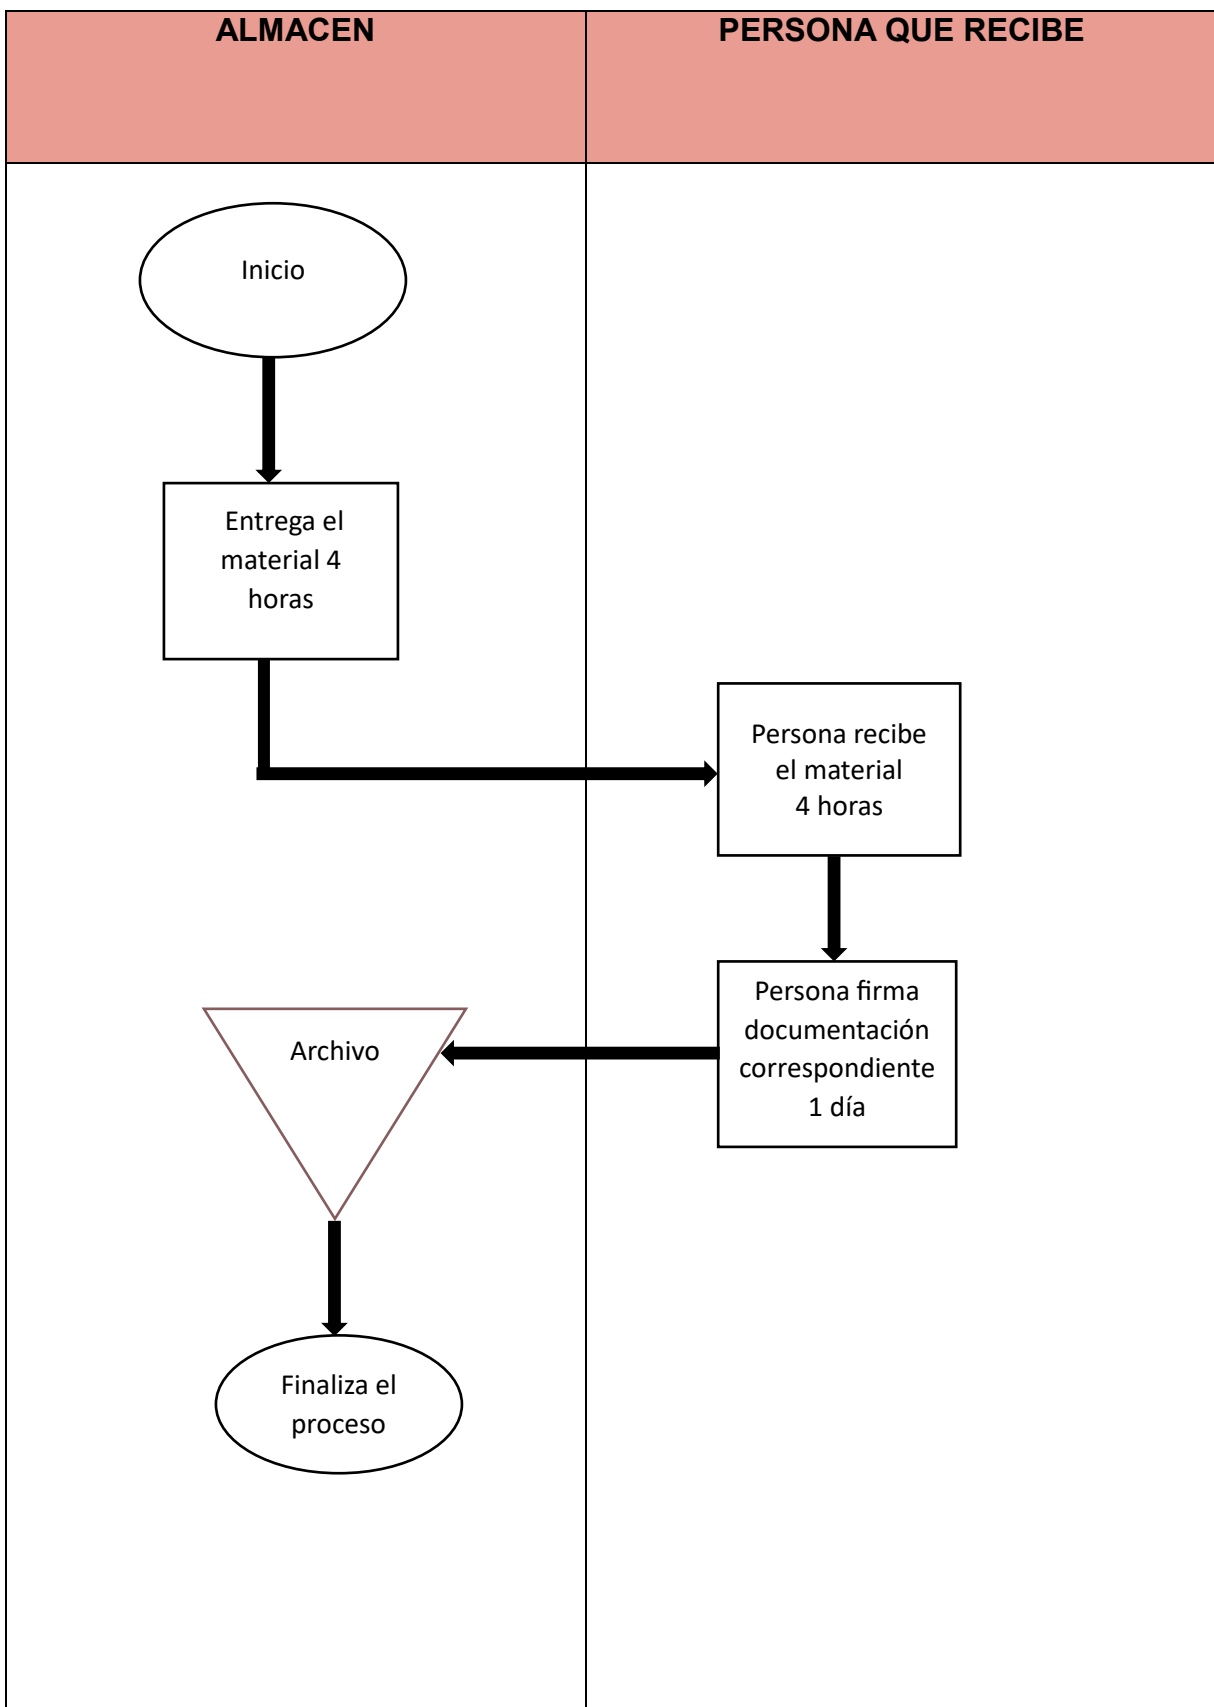 ALMACEN
PERSONA QUE RECIBE
Inicio
Entrega el
material 4
horas
Persona recibe
el material
4 horas
Persona firma
documentación
correspondiente
1 día
Archivo
Finaliza el
proceso